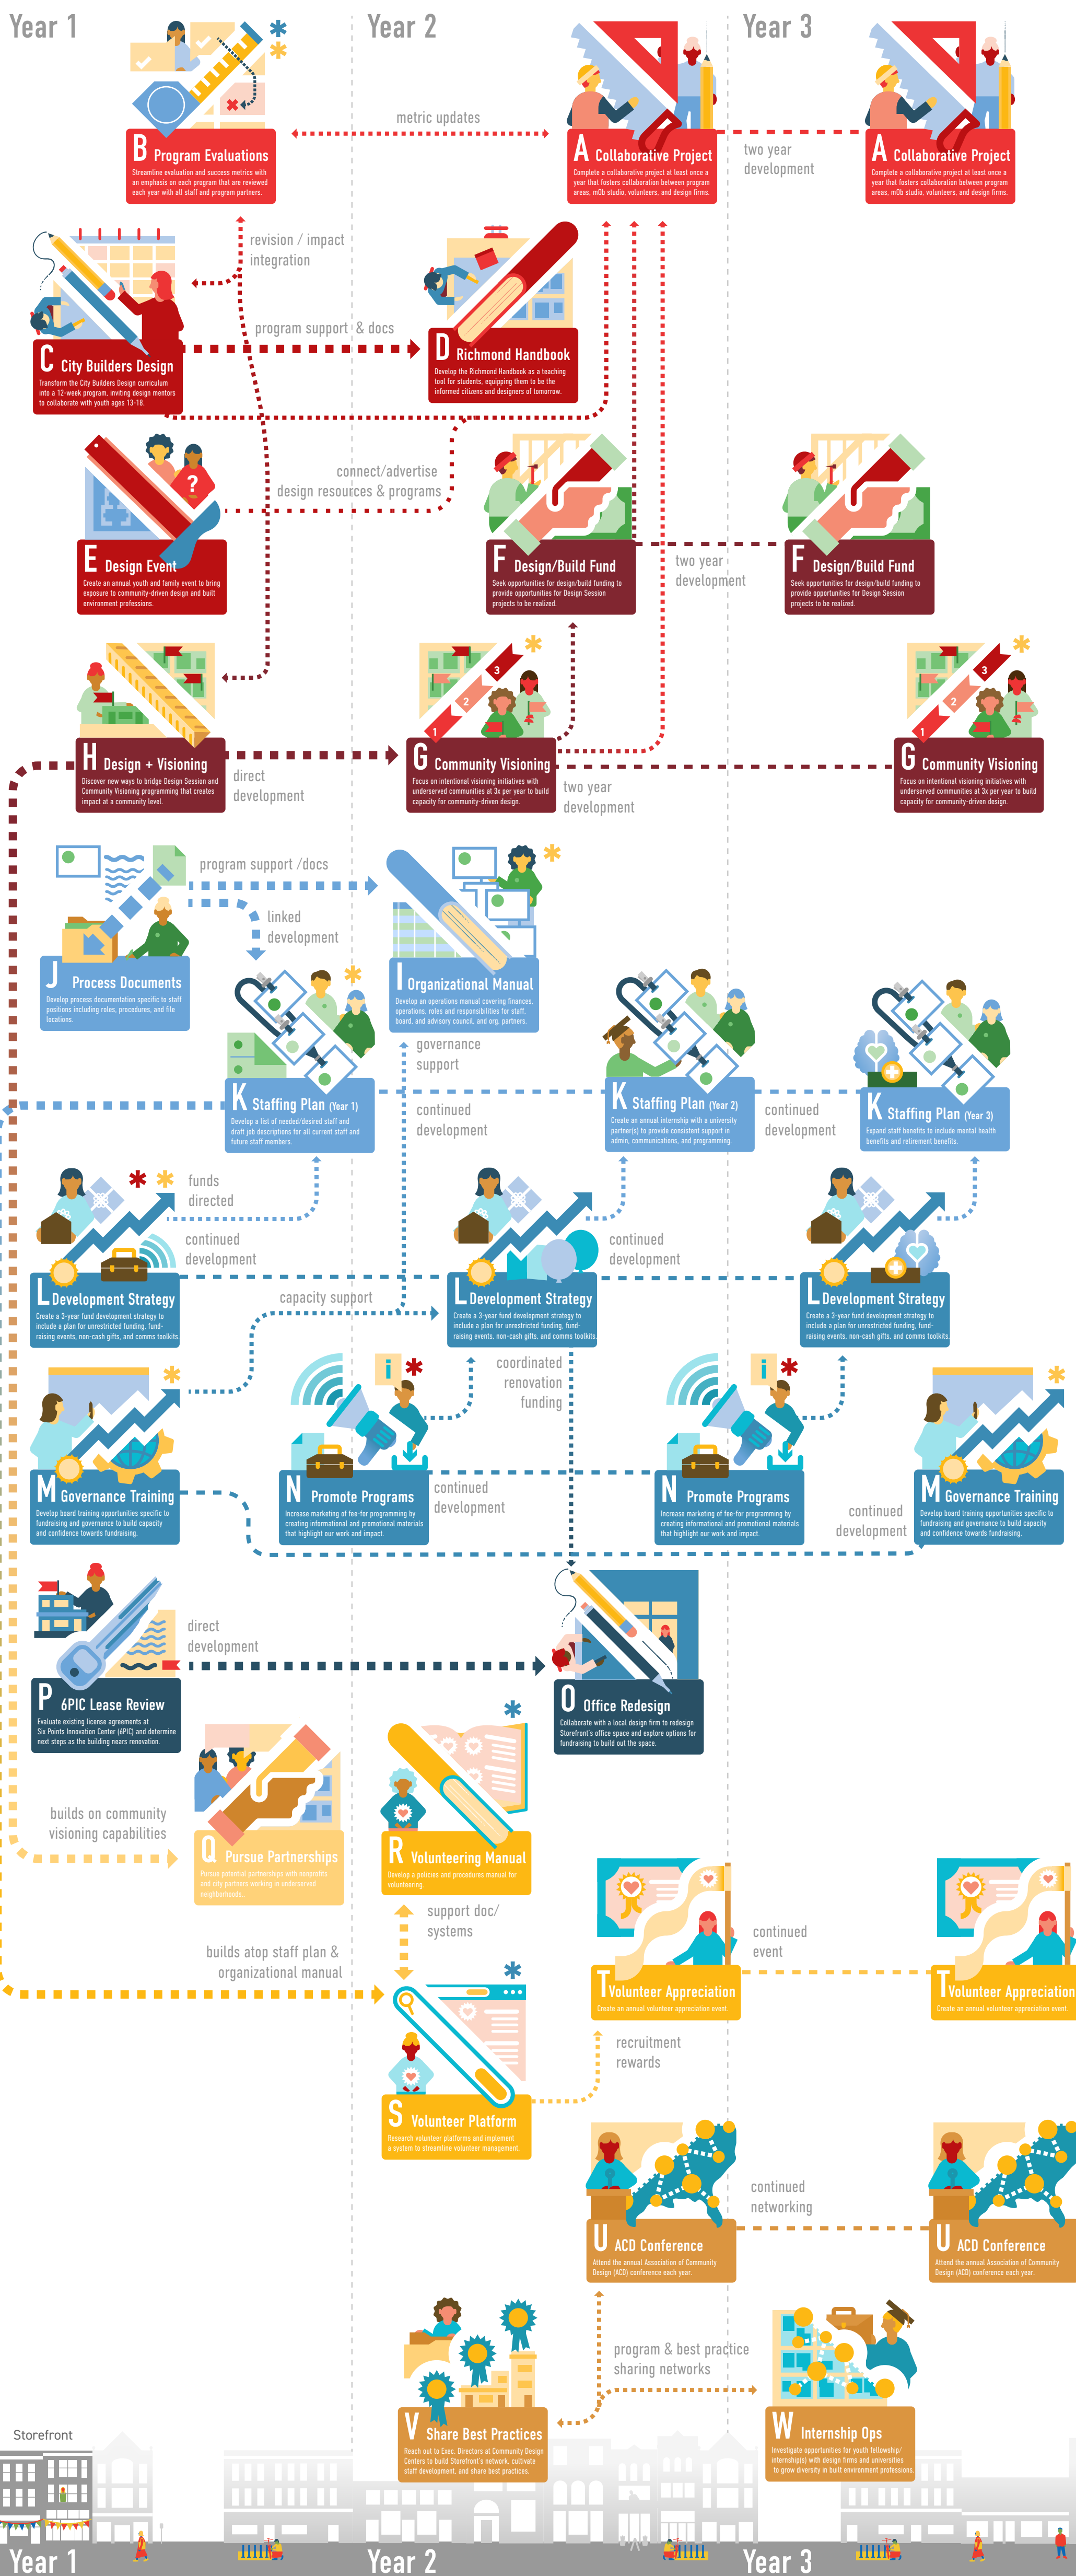 Year 1
Year 2
Year 3
B Program Evaluations
Streamline evaluation and success metrics with
an emphasis on each program that are reviewed
each year with all staff and program partners.
metric updates
A Collaborative Project
Complete a collaborative project at least once a
year that fosters collaboration between program
areas, mOb studio, volunteers, and design firms.
two year
development
A Collaborative Project
Complete a collaborative project at least once a
year that fosters collaboration between program
areas, mOb studio, volunteers, and design firms.
revision / impact
integration
C City Builders Design
Transform the City Builders Design curriculum
into a 12-week program, inviting design mentors
to collaborate with youth ages 13-18.
program support & docs
D Richmond Handbook
Develop the Richmond Handbook as a teaching
tool for students, equipping them to be the
informed citizens and designers of tomorrow.
?
E Design Event
Create an annual youth and family event to bring
exposure to community-driven design and built
environment professions.
connect/advertise
design resources & programs
F Design/Build Fund
Seek opportunities for design/build funding to
provide opportunities for Design Session
projects to be realized.
two year
development
F Design/Build Fund
Seek opportunities for design/build funding to
provide opportunities for Design Session
projects to be realized.
H Design + Visioning
Discover new ways to bridge Design Session and
Community Visioning programming that creates
impact at a community level.
direct
development
1
2
3
G Community Visioning
Focus on intentional visioning initiatives with
underserved communities at 3x per year to build
capacity for community-driven design.
two year
development
1
2
3
G Community Visioning
Focus on intentional visioning initiatives with
underserved communities at 3x per year to build
capacity for community-driven design.
program support /docs
linked
development
J Process Documents
Develop process documentation specific to staff
positions including roles, procedures, and file
locations.
I Organizational Manual
Develop an operations manual covering finances,
operations, roles and responsibilities for staff,
board, and advisory council, and org. partners.
governance
support
K Staffing Plan (Year 1)
Develop a list of needed/desired staff and
draft job descriptions for all current staff and
future staff members.
continued
development
K Staffing Plan (Year 2)
Create an annual internship with a university
partner(s) to provide consistent support in
admin, communications, and programming.
continued
development
K Staffing Plan (Year 3)
Expand staff benefits to include mental health
benefits and retirement benefits.
funds
directed
continued
development
L Development Strategy
Create a 3-year fund development strategy to
include a plan for unrestricted funding, fund-
raising events, non-cash gifts, and comms toolkits.
capacity support
L Development Strategy
Create a 3-year fund development strategy to
include a plan for unrestricted funding, fund-
raising events, non-cash gifts, and comms toolkits.
continued
development
L Development Strategy
Create a 3-year fund development strategy to
include a plan for unrestricted funding, fund-
raising events, non-cash gifts, and comms toolkits.
coordinated
renovation
funding
M Governance Training
Develop board training opportunities specific to
fundraising and governance to build capacity
and confidence towards fundraising.
i
N Promote Programs
Increase marketing of fee-for programming by
creating informational and promotional materials
that highlight our work and impact.
continued
development
i
N Promote Programs
Increase marketing of fee-for programming by
creating informational and promotional materials
that highlight our work and impact.
continued
development
M Governance Training
Develop board training opportunities specific to
fundraising and governance to build capacity
and confidence towards fundraising.
P 6PIC Lease Review
Evaluate existing license agreements at
Six Points Innovation Center (6PIC) and determine
next steps as the building nears renovation.
direct
development
O Office Redesign
Collaborate with a local design firm to redesign
Storefront's office space and explore options for
fundraising to build out the space.
builds on community
visioning capabilities
Q Pursue Partnerships
Pursue potential partnerships with nonprofits
and city partners working in underserved
neighborhoods.
R Volunteering Manual
Develop a policies and procedures manual for
volunteering.
support doc/
systems
builds atop staff plan &
organizational manual
S Volunteer Platform
Research volunteer platforms and implement
a system to streamline volunteer management.
T Volunteer Appreciation
Create an annual volunteer appreciation event.
continued
event
T Volunteer Appreciation
Create an annual volunteer appreciation event.
recruitment
rewards
U ACD Conference
Attend the annual Association of Community
Design (ACD) conference each year.
continued
networking
U ACD Conference
Attend the annual Association of Community
Design (ACD) conference each year.
program & best practice
sharing networks
V Share Best Practices
Reach out to Exec. Directors at Community Design
Centers to build Storefront's network, cultivate
staff development, and share best practices.
W Internship Ops
Investigate opportunities for youth fellowship/
internship(s) with design firms and universities
to grow diversity in built environment professions.
Storefront
Year 1
Year 2
Year 3